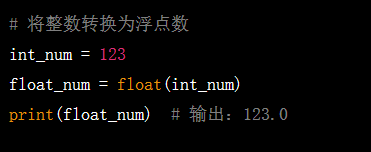 # 将整数转换为浮点数
int_num = 123
float_num = float(int_num)
print(float_num)  # 输出：123.0